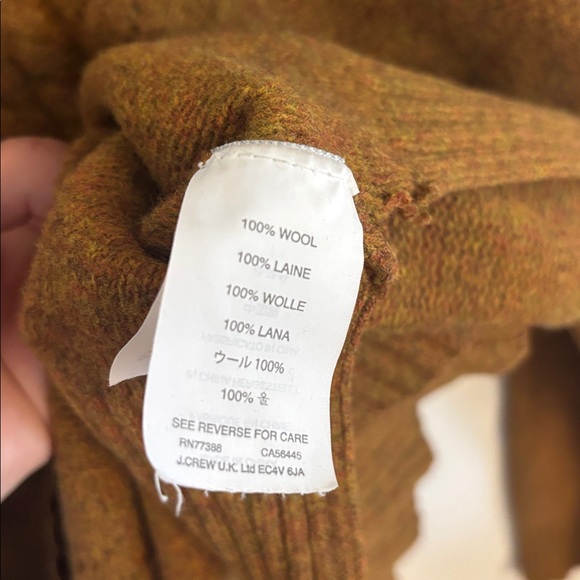 100% WOOL
100% LAINE
100% WOLLE
100% LANA
ウール 100%
100% 울
SEE REVERSE FOR CARE
RN77388 CA56445
J.CREW U.K. Ltd EC4V 6JA